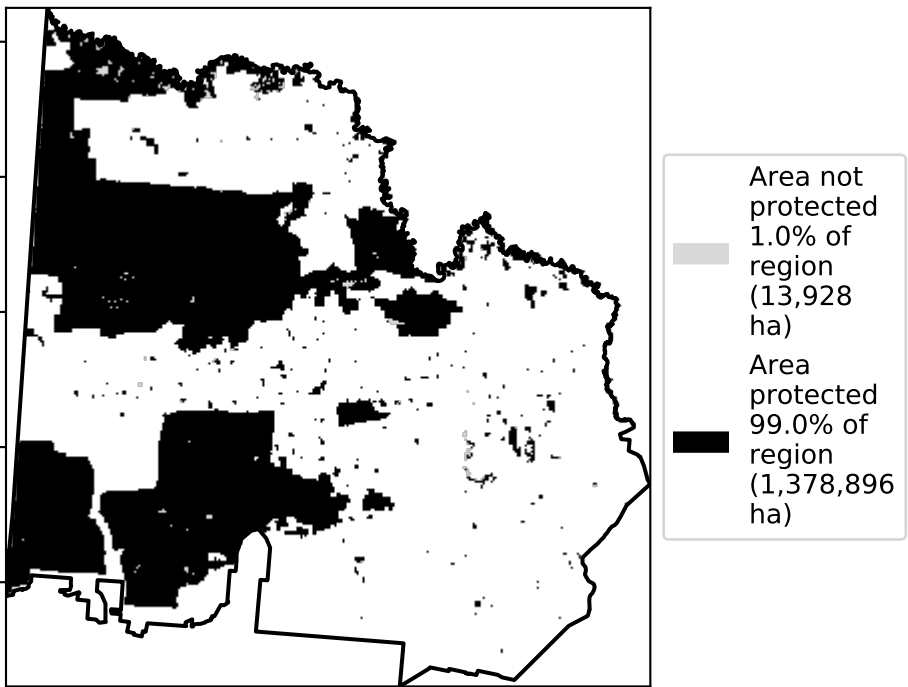 Area not
protected
1.0% of
region
(13,928
ha)
Area
protected
99.0% of
region
(1,378,896
ha)